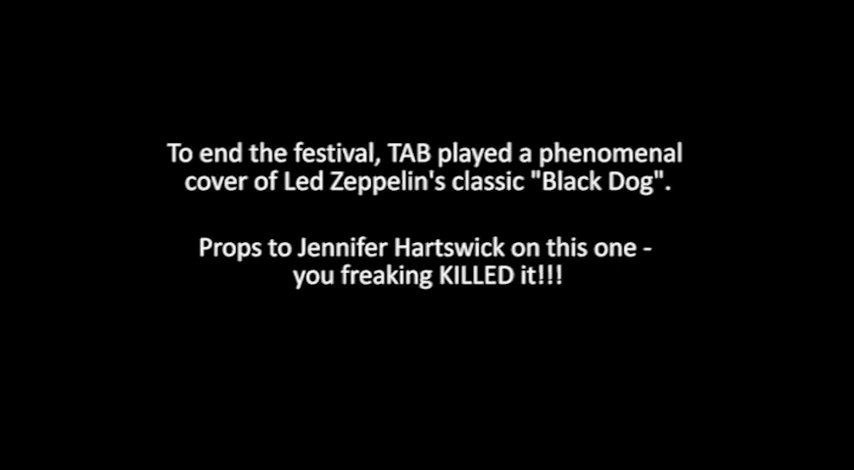 To end the festival, TAB played a phenomenal
cover of Led Zeppelin's classic "Black Dog".
Props to Jennifer Hartswick on this one -
you freaking KILLED it!!!